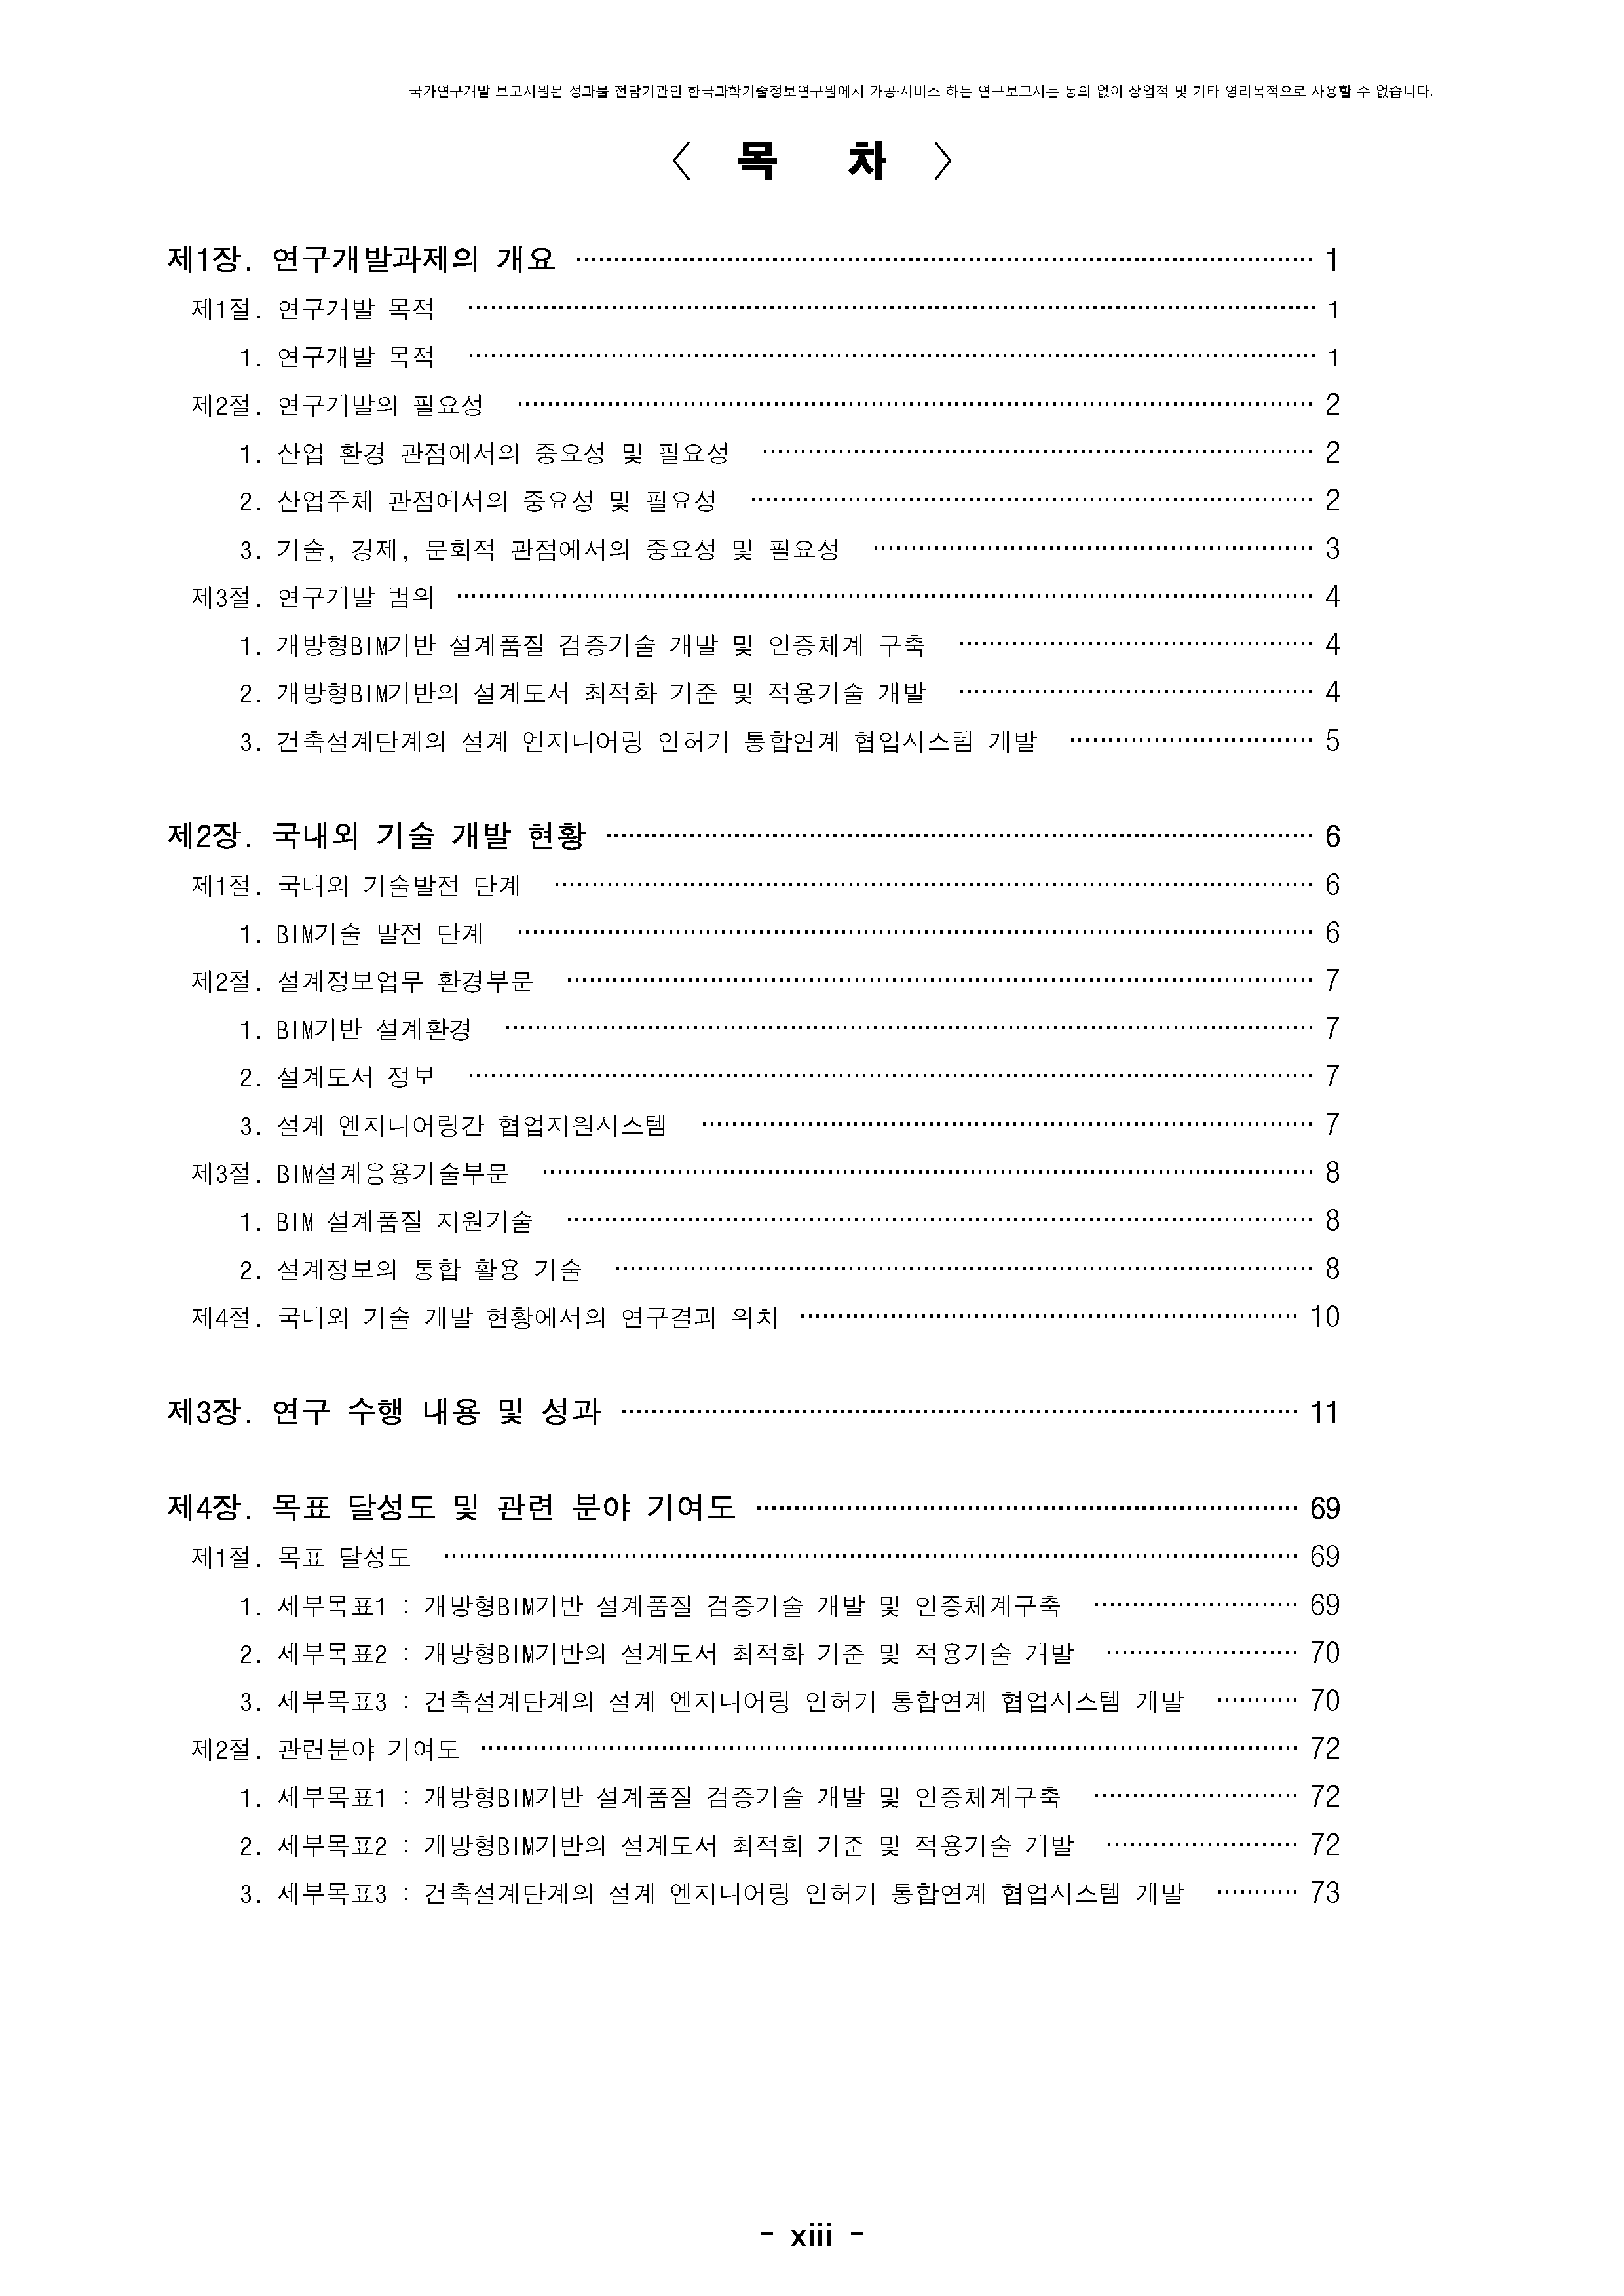 국가연구개발 보고서원문 성과물 전담기관인 한국과학기술정보연구원에서 가공·서비스 하는 연구보고서는 동의 없이 상업적 및 기타 영리목적으로 사용할 수 없습니다.
〈 목 차 〉
제1장. 연구개발과제의 개요 ········ 1
제1절. 연구개발 목적 ········ 1
1. 연구개발 목적 ········ 1
제2절. 연구개발의 필요성 ········ 2
1. 산업 환경 관점에서의 중요성 및 필요성 ········ 2
2. 산업주체 관점에서의 중요성 및 필요성 ········ 2
3. 기술, 경제, 문화적 관점에서의 중요성 및 필요성 ········ 3
제3절. 연구개발 범위 ········ 4
1. 개방형BIM기반 설계품질 검증기술 개발 및 인증체계 구축 ········ 4
2. 개방형BIM기반의 설계도서 최적화 기준 및 적용기술 개발 ········ 4
3. 건축설계단계의 설계-엔지니어링 인허가 통합연계 협업시스템 개발 ········ 5
제2장. 국내외 기술 개발 현황 ········ 6
제1절. 국내외 기술발전 단계 ········ 6
1. BIM기술 발전 단계 ········ 6
제2절. 설계정보업무 환경부문 ········ 7
1. BIM기반 설계환경 ········ 7
2. 설계도서 정보 ········ 7
3. 설계-엔지니어링간 협업지원시스템 ········ 7
제3절. BIM설계응용기술부문 ········ 8
1. BIM 설계품질 지원기술 ········ 8
2. 설계정보의 통합 활용 기술 ········ 8
제4절. 국내외 기술 개발 현황에서의 연구결과 위치 ········ 10
제3장. 연구 수행 내용 및 성과 ········ 11
제4장. 목표 달성도 및 관련 분야 기여도 ········ 69
제1절. 목표 달성도 ········ 69
1. 세부목표1 : 개방형BIM기반 설계품질 검증기술 개발 및 인증체계구축 ········ 69
2. 세부목표2 : 개방형BIM기반의 설계도서 최적화 기준 및 적용기술 개발 ········ 70
3. 세부목표3 : 건축설계단계의 설계-엔지니어링 인허가 통합연계 협업시스템 개발 ········ 70
제2절. 관련분야 기여도 ········ 72
1. 세부목표1 : 개방형BIM기반 설계품질 검증기술 개발 및 인증체계구축 ········ 72
2. 세부목표2 : 개방형BIM기반의 설계도서 최적화 기준 및 적용기술 개발 ········ 72
3. 세부목표3 : 건축설계단계의 설계-엔지니어링 인허가 통합연계 협업시스템 개발 ········ 73
- xiii -